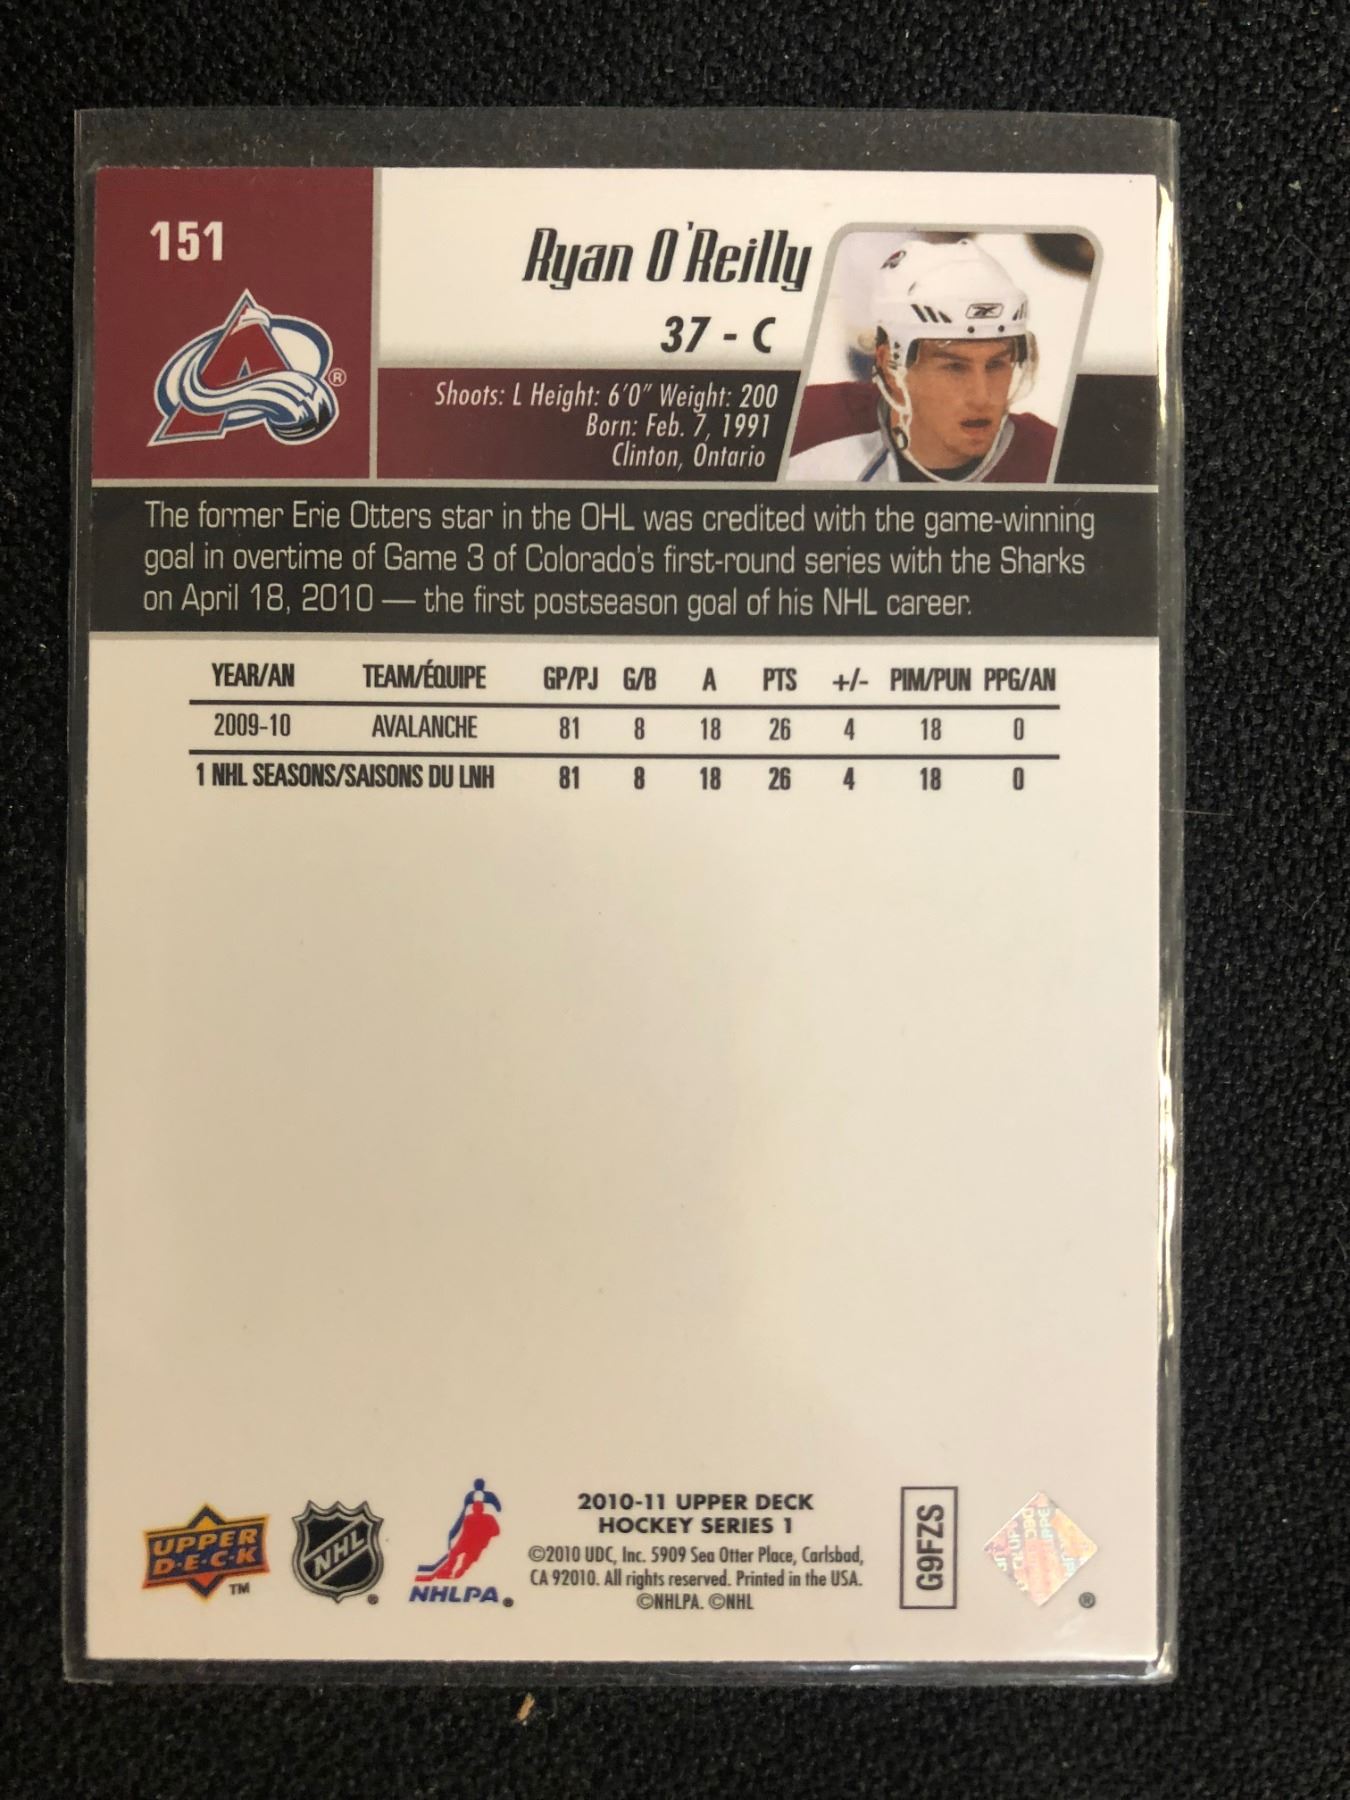 151
Ryan O'Reilly
37 - C
Shoots: L Height: 6'0" Weight: 200
Born: Feb. 7, 1991
Clinton, Ontario
The former Erie Otters star in the OHL was credited with the game-winning
goal in overtime of Game 3 of Colorado's first-round series with the Sharks
on April 18, 2010 — the first postseason goal of his NHL career.
YEAR/AN TEAM/ÉQUIPE GP/PJ G/B A PTS +/- PIM/PUN PPG/AN
2009-10 AVALANCHE 81 8 18 26 4 18 0
1 NHL SEASONS/SAISONS DU LNH 81 8 18 26 4 18 0
UPPER
D·E·C·K
TM
NHL
NHLPA
2010-11 UPPER DECK
HOCKEY SERIES 1
©2010 UDC, Inc. 5909 Sea Otter Place, Carlsbad,
CA 92010. All rights reserved. Printed in the USA.
©NHLPA. ©NHL
G9FZS
®